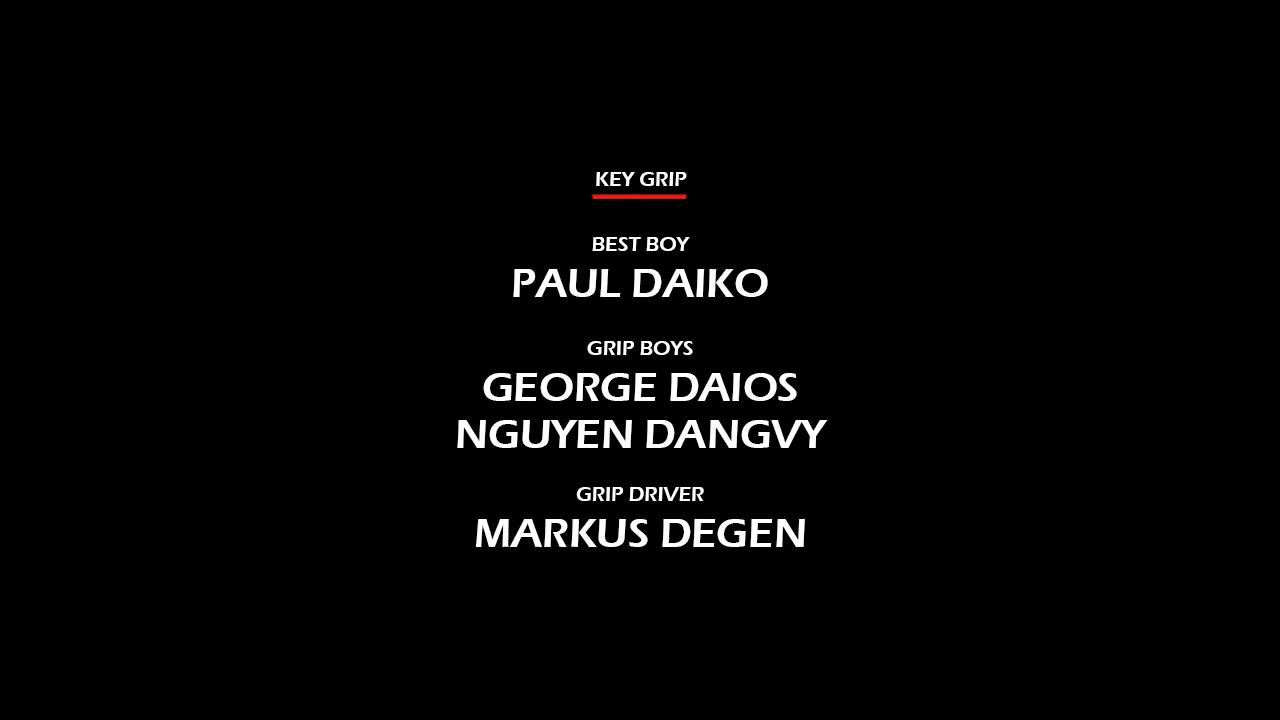 KEY GRIP
BEST BOY
PAUL DAIKO
GRIP BOYS
GEORGE DAIOS
NGUYEN DANGVY
GRIP DRIVER
MARKUS DEGEN